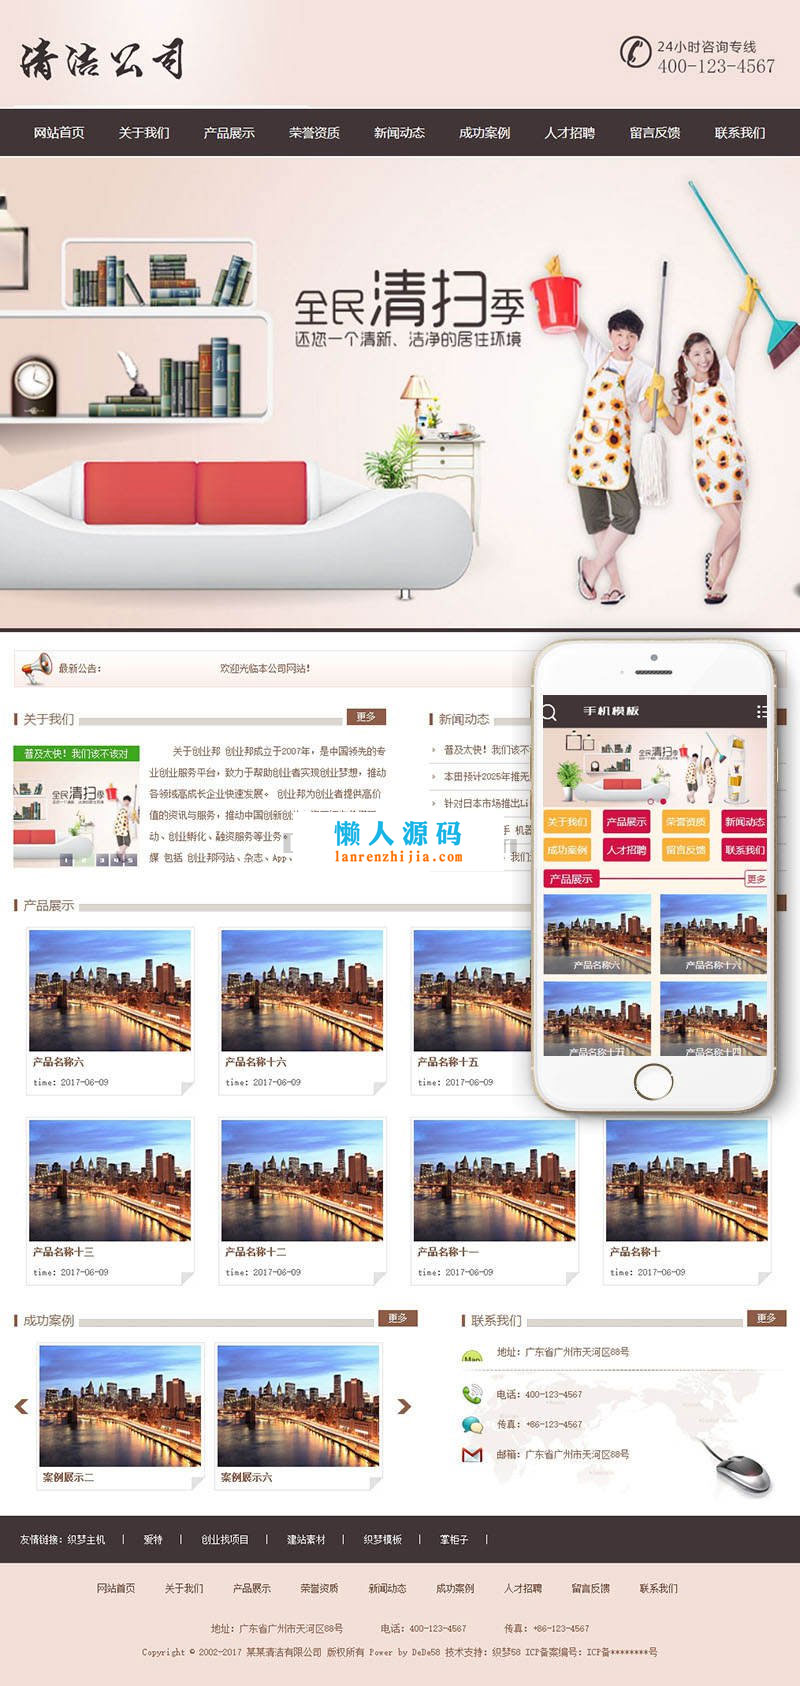 清洁公司
24小时咨询专线
400-123-4567
网站首页 关于我们 产品展示 荣誉资质 新闻动态 成功案例 人才招聘 留言反馈 联系我们
全民清扫季
还您一个清新、洁净的居住环境
最新公告： 欢迎光临本公司网站！
关于我们 更多
普及太快！我们该不该对
全民清扫季
1 2 3 4 5
关于创业邦 创业邦成立于2007年，是中国领先的专
业创业服务平台，致力于帮助创业者实现创业梦想，推动
各领域高成长企业快速发展。 创业邦为创业者提供高价
值的资讯与服务，推动中国创新创
动、创业孵化、融资服务等业务。
媒 包括 创业邦网站、杂志、App、
新闻动态
普及太快！我们该不
本田预计2025年推无
针对日本市场推出Li
手 机器
我们
懒人源码
lanrenzhijia.com
手机模板
全民清扫季
关于我们 产品展示 荣誉资质 新闻动态
成功案例 人才招聘 留言反馈 联系我们
产品展示 更多
产品名称六 产品名称十六
产品名称十五 产品名称十四
产品展示
产品名称六 产品名称十六 产品名称十五
time: 2017-06-09 time: 2017-06-09 time: 2017-06-09
产品名称十三 产品名称十二 产品名称十一 产品名称十
time: 2017-06-09 time: 2017-06-09 time: 2017-06-09 time: 2017-06-09
成功案例 更多
案例展示二 案例展示六
联系我们 更多
Map 地址：广东省广州市天河区88号
电话：400-123-4567
传真：+86-123-4567
邮箱：广东省广州市天河区88号
友情链接：织梦主机 | 爱特 | 创业找项目 | 建站素材 | 织梦模板 | 掌柜子 |
网站首页 关于我们 产品展示 荣誉资质 新闻动态 成功案例 人才招聘 留言反馈 联系我们
地址：广东省广州市天河区88号 电话：400-123-4567 传真：+86-123-4567
Copyright © 2002-2017 某某清洁有限公司 版权所有 Power by DeDe58 技术支持：织梦58 ICP备案编号：ICP备********号